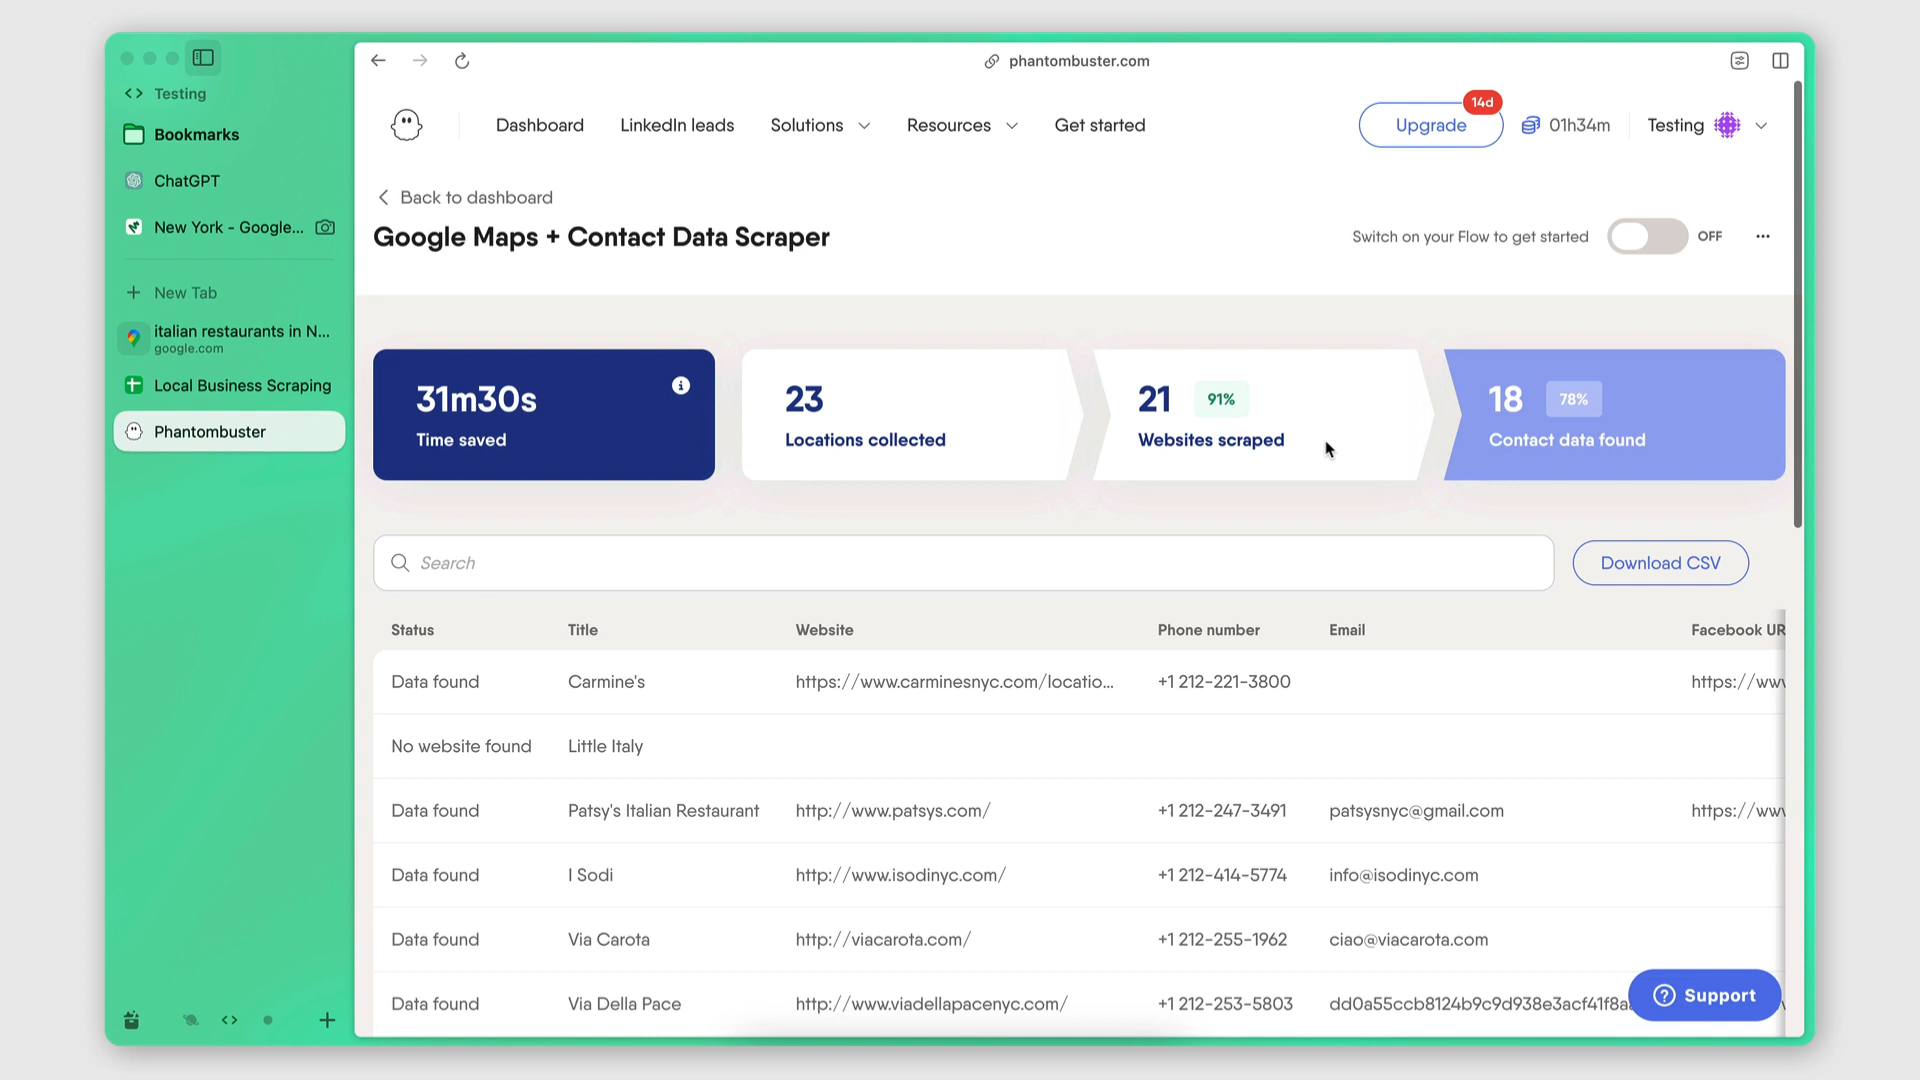 Testing
Bookmarks
ChatGPT
New York - Google...
New Tab
italian restaurants in N...
google.com
Local Business Scraping
Phantombuster
phantombuster.com
Dashboard
LinkedIn leads
Solutions
Resources
Get started
Upgrade
14d
01h34m
Testing
Back to dashboard
Google Maps + Contact Data Scraper
Switch on your Flow to get started
OFF
31m30s
Time saved
23
Locations collected
21 91%
Websites scraped
18 78%
Contact data found
Search
Download CSV
Status Title Website Phone number Email Facebook UR
Data found Carmine's https://www.carminesnyc.com/locatio... +1 212-221-3800 https://www
No website found Little Italy
Data found Patsy's Italian Restaurant http://www.patsys.com/ +1 212-247-3491 patsysnyc@gmail.com https://www
Data found I Sodi http://www.isodinyc.com/ +1 212-414-5774 info@isodinyc.com
Data found Via Carota http://viacarota.com/ +1 212-255-1962 ciao@viacarota.com
Data found Via Della Pace http://www.viadellapacenyc.com/ +1 212-253-5803 dd0a55ccb8124b9c9d938e3acf41f8a
Support